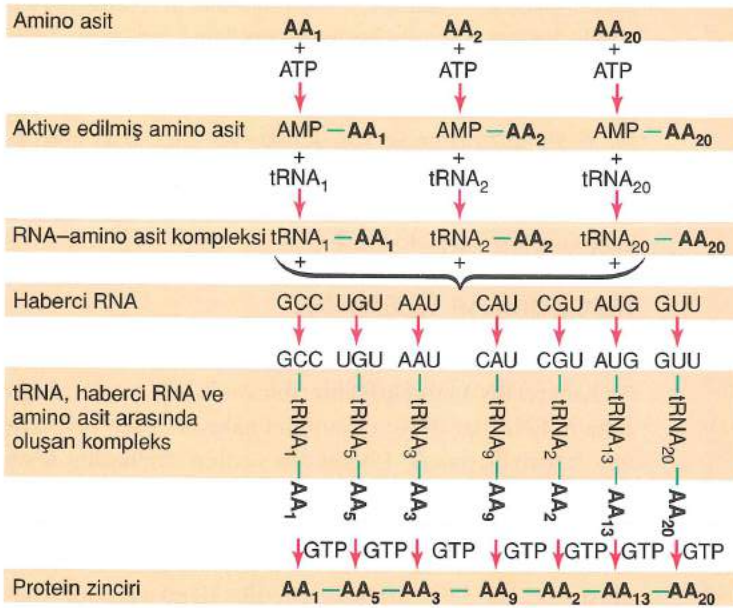 Amino asit AA₁ AA₂ AA₂₀
+ + +
ATP ATP ATP
Aktive edilmiş amino asit AMP – AA₁ AMP – AA₂ AMP – AA₂₀
+ + +
tRNA₁ tRNA₂ tRNA₂₀
RNA–amino asit kompleksi tRNA₁ – AA₁ tRNA₂ – AA₂ tRNA₂₀ – AA₂₀
+ + +
Haberci RNA GCC UGU AAU CAU CGU AUG GUU
GCC UGU AAU CAU CGU AUG GUU
tRNA, haberci RNA ve
amino asit arasında
oluşan kompleks
tRNA₁ – AA₁
tRNA₅ – AA₅
tRNA₃ – AA₃
tRNA₉ – AA₉
tRNA₂ – AA₂
tRNA₁₃ – AA₁₃
tRNA₂₀ – AA₂₀
GTP GTP GTP GTP GTP GTP GTP
Protein zinciri AA₁ – AA₅ – AA₃ – AA₉ – AA₂ – AA₁₃ – AA₂₀